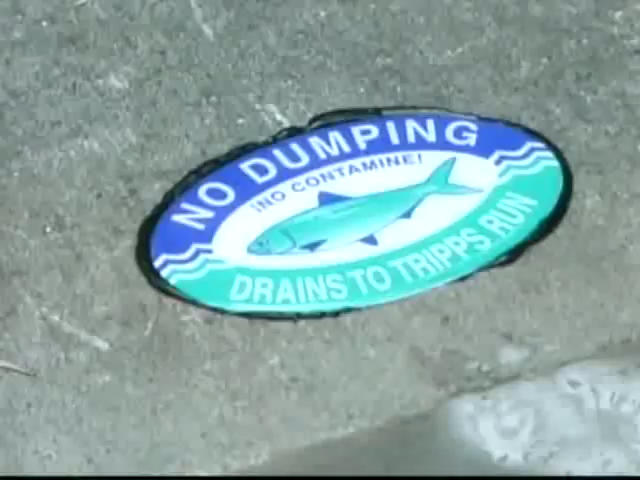 NO DUMPING
¡NO CONTAMINE!
DRAINS TO TRIPPS RUN